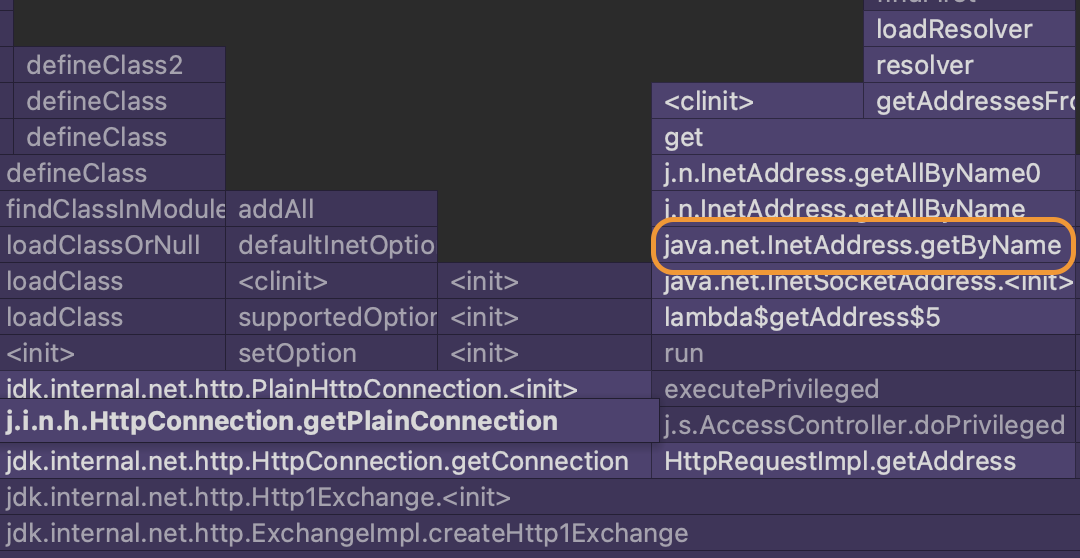 loadResolver
defineClass2 resolver
defineClass <clinit> getAddressesFro
defineClass get
defineClass j.n.InetAddress.getAllByName0
findClassInModule addAll j.n.InetAddress.getAllByName
loadClassOrNull defaultInetOptio java.net.InetAddress.getByName
loadClass <clinit> <init> java.net.InetSocketAddress.<init>
loadClass supportedOption <init> lambda$getAddress$5
<init> setOption <init> run
jdk.internal.net.http.PlainHttpConnection.<init> executePrivileged
j.i.n.h.HttpConnection.getPlainConnection j.s.AccessController.doPrivileged
jdk.internal.net.http.HttpConnection.getConnection HttpRequestImpl.getAddress
jdk.internal.net.http.Http1Exchange.<init>
jdk.internal.net.http.ExchangeImpl.createHttp1Exchange